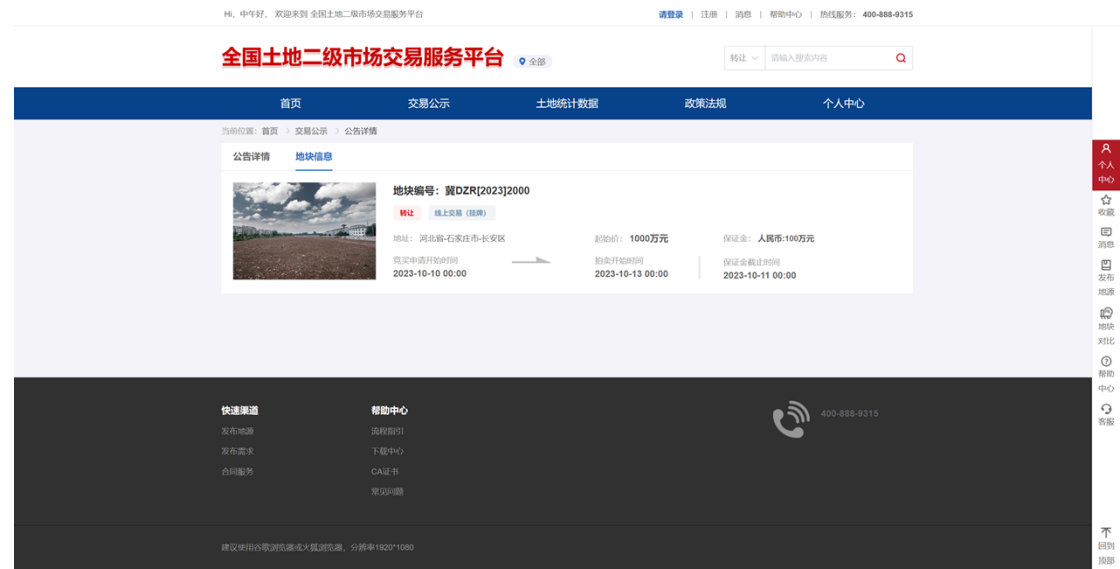 Hi，中午好， 欢迎来到 全国土地二级市场交易服务平台
请登录 | 注册 | 消息 | 帮助中心 | 热线服务：400-888-9315
全国土地二级市场交易服务平台 全部
转让 请输入搜索内容
首页 交易公示 土地统计数据 政策法规 个人中心
当前位置：首页 > 交易公示 > 公告详情
公告详情 地块信息
地块编号：冀DZR[2023]2000
转让 线上交易（挂牌）
地址：河北省-石家庄市-长安区 起始价：1000万元 保证金：人民币:100万元
竞买申请开始时间 拍卖开始时间 保证金截止时间
2023-10-10 00:00 2023-10-13 00:00 2023-10-11 00:00
个人
中心
收藏
消息
发布
地源
地块
对比
帮助
中心
客服
快速渠道 帮助中心 400-888-9315
发布地源 流程指引
发布需求 下载中心
合同服务 CA证书
常见问题
建议使用谷歌浏览器或火狐浏览器，分辨率1920*1080
回到
顶部